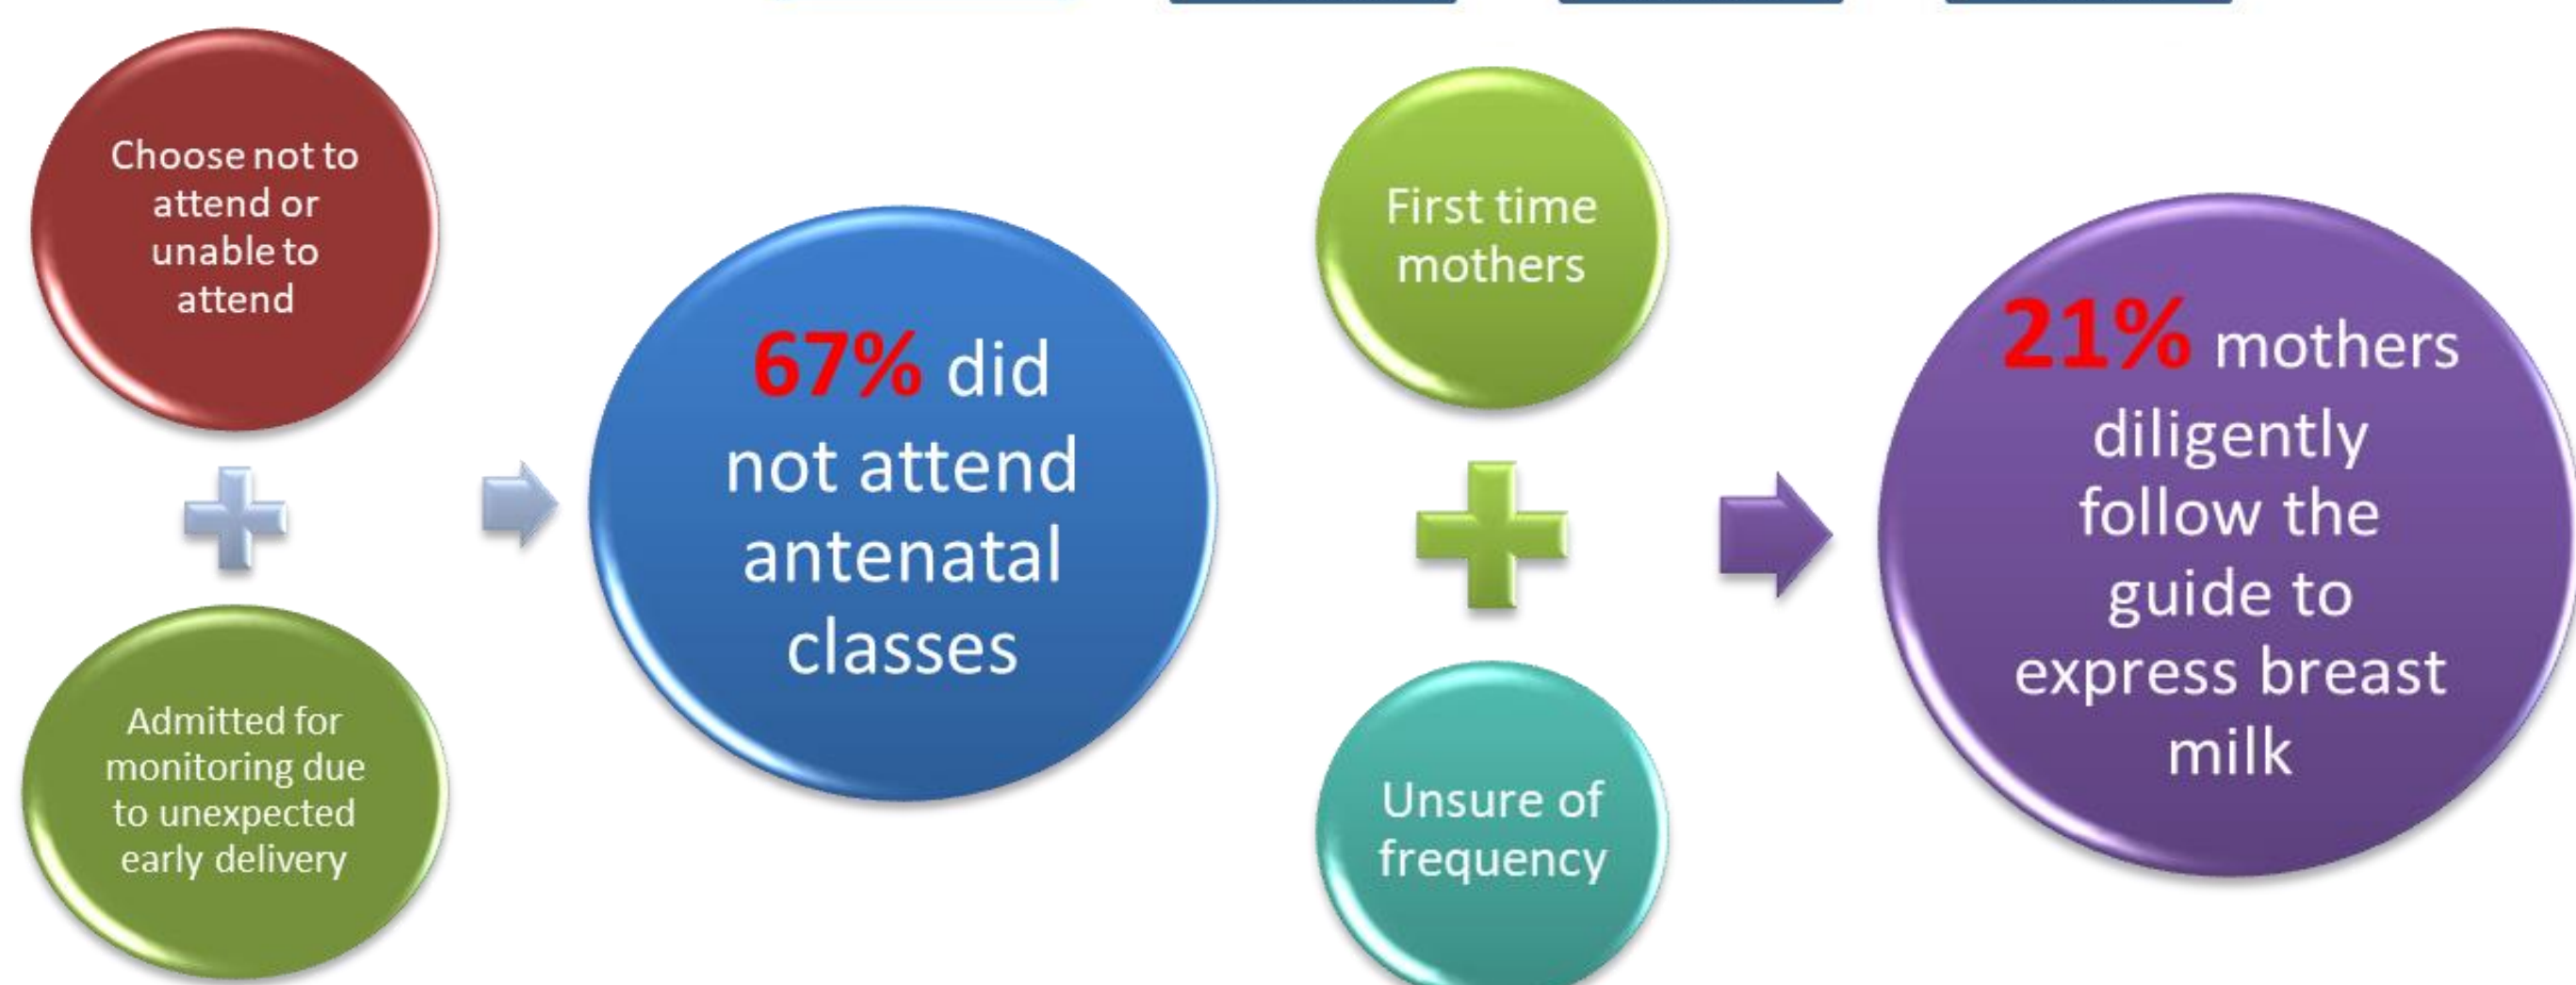 Choose not to
attend or
unable to
attend
Admitted for
monitoring due
to unexpected
early delivery
67% did
not attend
antenatal
classes
First time
mothers
Unsure of
frequency
21% mothers
diligently
follow the
guide to
express breast
milk